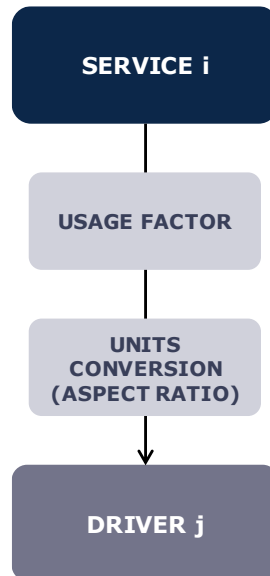 SERVICE i
USAGE FACTOR
UNITS
CONVERSION
(ASPECT RATIO)
DRIVER j